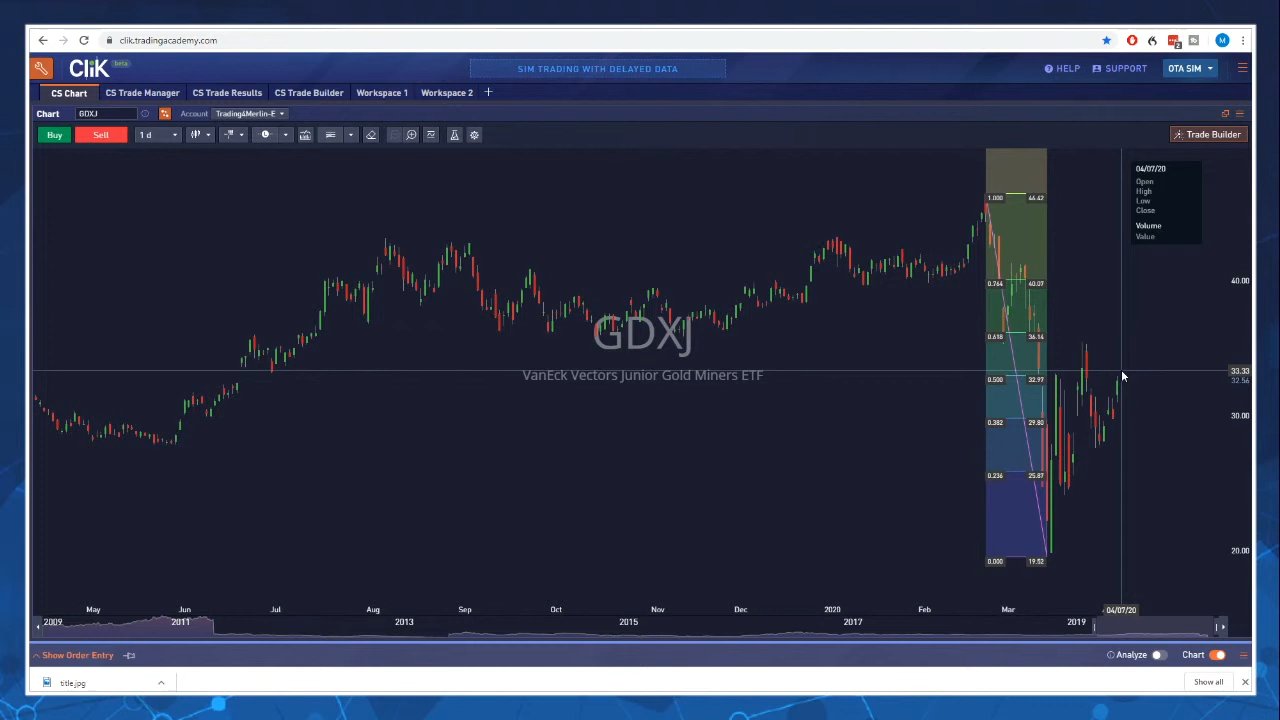 clik.tradingacademy.com
M
CliK beta
SIM TRADING WITH DELAYED DATA
HELP
SUPPORT
OTA SIM
CS Chart
CS Trade Manager
CS Trade Results
CS Trade Builder
Workspace 1
Workspace 2
Chart
GDXJ
Account
Trading4Merlin-E
Buy
Sell
1 d
Trade Builder
04/07/20
Open
High
Low
Close
Volume
Value
1.000 46.62
0.764 40.07
0.618 36.14
0.500 32.97
0.382 29.80
0.236 25.87
0.000 19.52
GDXJ
VanEck Vectors Junior Gold Miners ETF
40.00
33.33
32.56
30.00
20.00
May Jun Jul Aug Sep Oct Nov Dec 2020 Feb Mar 04/07/20
2009 2011 2013 2015 2017 2019
Show Order Entry
Analyze
Chart
title.jpg
Show all